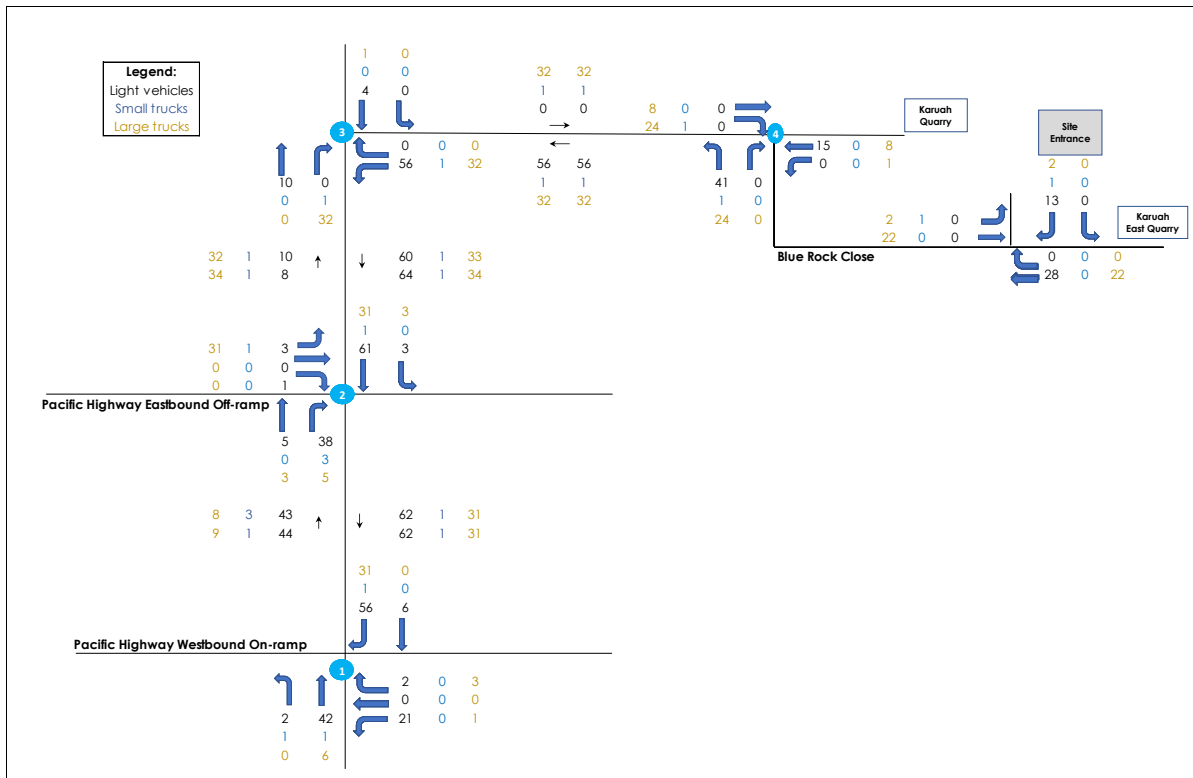 Legend:
Light vehicles
Small trucks
Large trucks
1 0
0 0
4 0
32 32
1 1
0 0
8 0 0
24 1 0
Karuah
Quarry
Site
Entrance
3
4
0 0 0
56 1 32
56 56
1 1
32 32
15 0 8
0 0 1
10 0
0 1
0 32
41 0
1 0
24 0
2 0
1 0
13 0
Karuah
East Quarry
2 1 0
22 0 0
Blue Rock Close
0 0 0
28 0 22
32 1 10
34 1 8
60 1 33
64 1 34
31 3
1 0
61 3
31 1 3
0 0 0
0 0 1
2
Pacific Highway Eastbound Off-ramp
5 38
0 3
3 5
8 3 43
9 1 44
62 1 31
62 1 31
31 0
1 0
56 6
Pacific Highway Westbound On-ramp
1
2 0 3
0 0 0
21 0 1
2 42
1 1
0 6